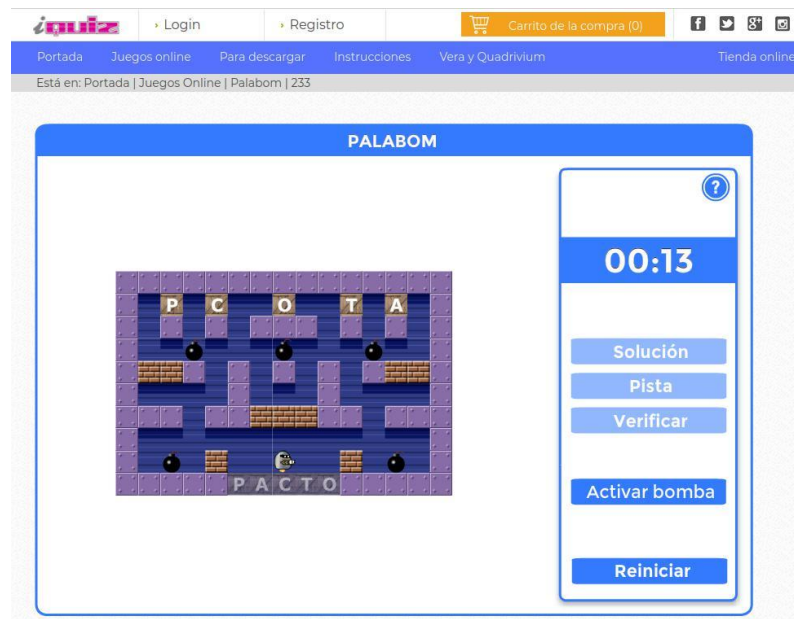 iquiz › Login › Registro Carrito de la compra (0)
Portada Juegos online Para descargar Instrucciones Vera y Quadrivium Tienda online
Está en: Portada | Juegos Online | Palabom | 233
PALABOM
?
00:13
P C O T A
Solución
Pista
Verificar
PACTO
Activar bomba
Reiniciar